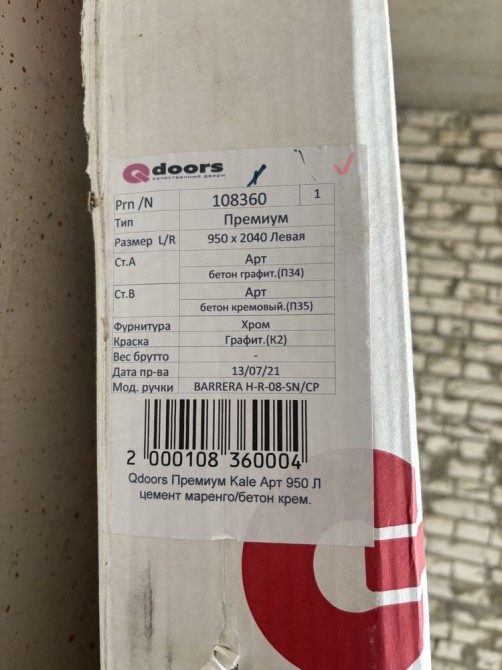 Qdoors
качественные двери
Prn /N 108360 1
Тип Премиум
Размер L/R 950 x 2040 Левая
Ст.А Арт
бетон графит.(П34)
Ст.В Арт
бетон кремовый.(П35)
Фурнитура Хром
Краска Графит.(К2)
Вес брутто -
Дата пр-ва 13/07/21
Мод. ручки BARRERA H-R-08-SN/CP
2 000108 360004
Qdoors Премиум Kale Арт 950 Л
цемент маренго/бетон крем.